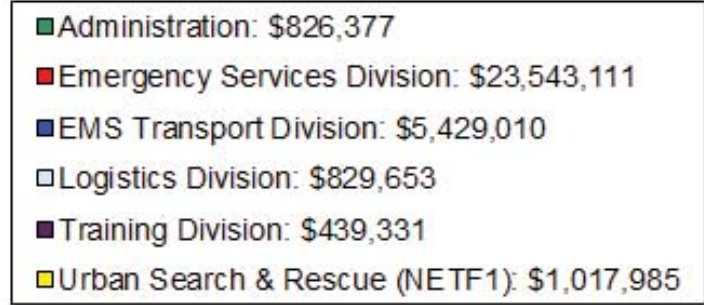 Administration: $826,377
Emergency Services Division: $23,543,111
EMS Transport Division: $5,429,010
Logistics Division: $829,653
Training Division: $439,331
Urban Search & Rescue (NETF1): $1,017,985